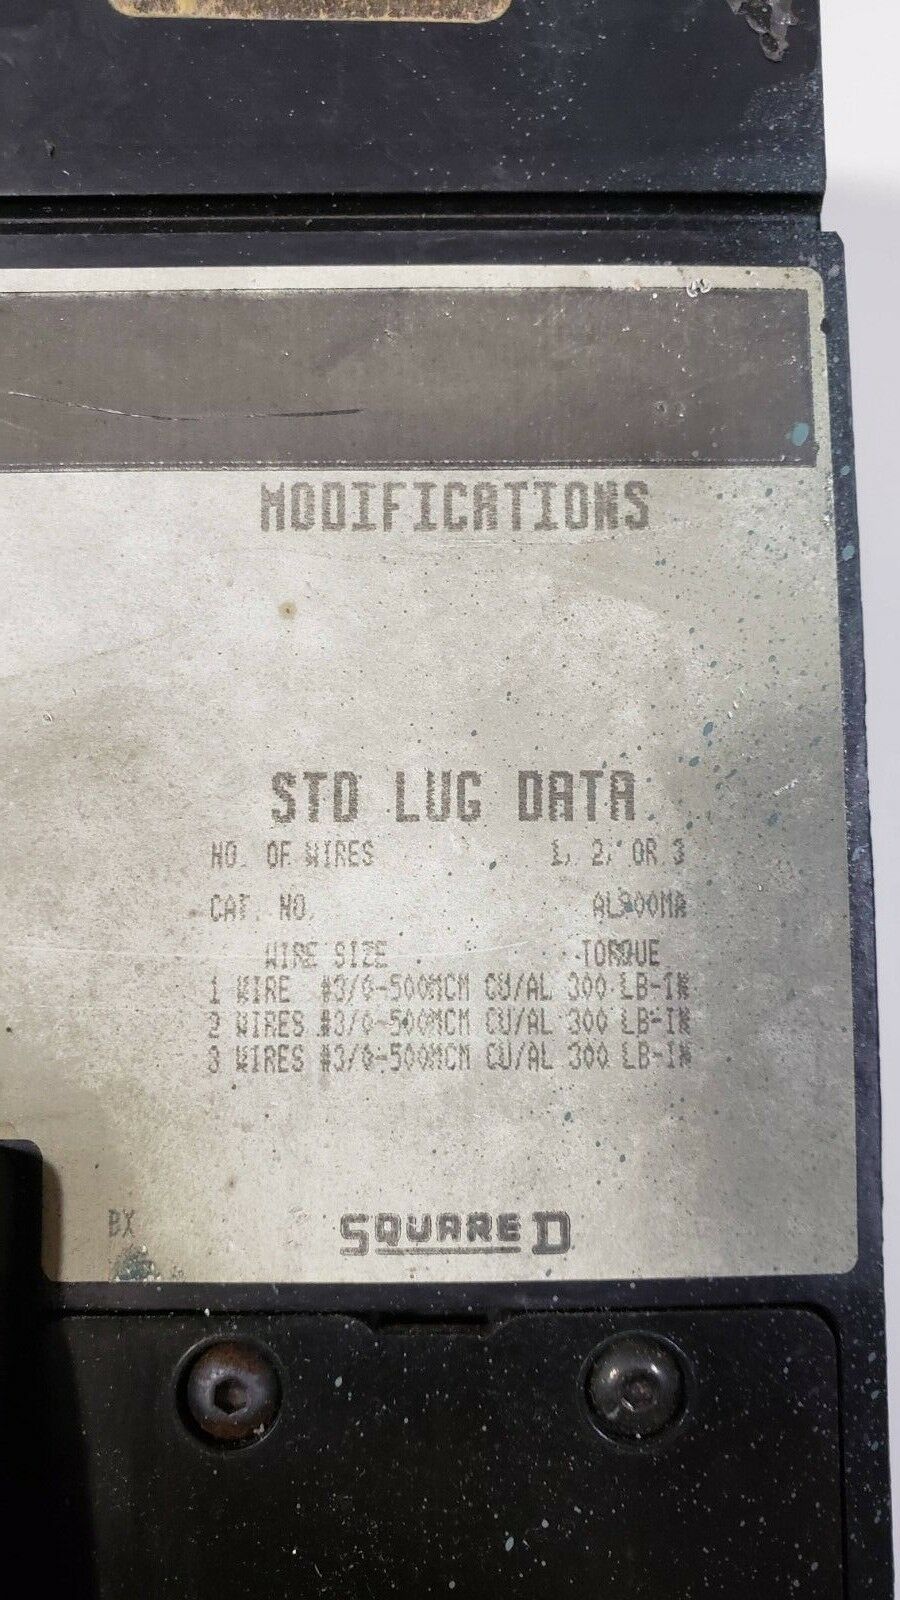 MODIFICATIONS
STD LUG DATA
NO. OF WIRES 1, 2, OR 3
CAT. NO. AL900MA
WIRE SIZE TORQUE
1 WIRE #3/0-500MCM CU/AL 300 LB-IN
2 WIRES #3/0-500MCM CU/AL 300 LB-IN
3 WIRES #3/0-500MCM CU/AL 300 LB-IN
BX SQUARE D